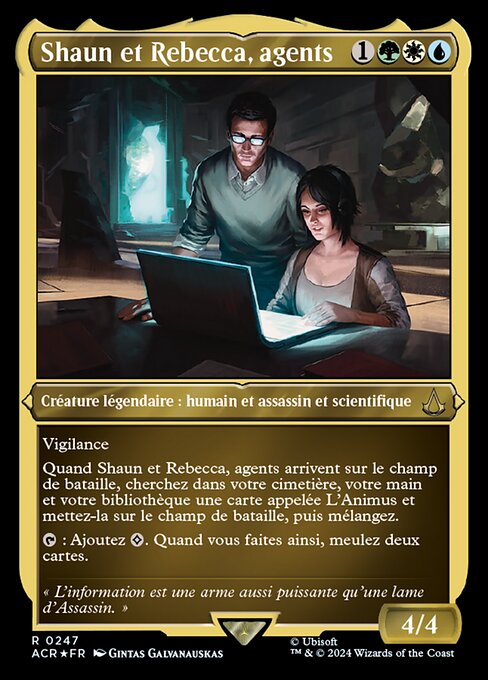 Shaun et Rebecca, agents 1
Créature légendaire : humain et assassin et scientifique
Vigilance
Quand Shaun et Rebecca, agents arrivent sur le champ
de bataille, cherchez dans votre cimetière, votre main
et votre bibliothèque une carte appelée L'Animus et
mettez-la sur le champ de bataille, puis mélangez.
: Ajoutez . Quand vous faites ainsi, meulez deux
cartes.
« L'information est une arme aussi puissante qu'une lame
d'Assassin. »
4/4
R 0247
ACR★FR Gintas Galvanauskas
© Ubisoft
™ & © 2024 Wizards of the Coast